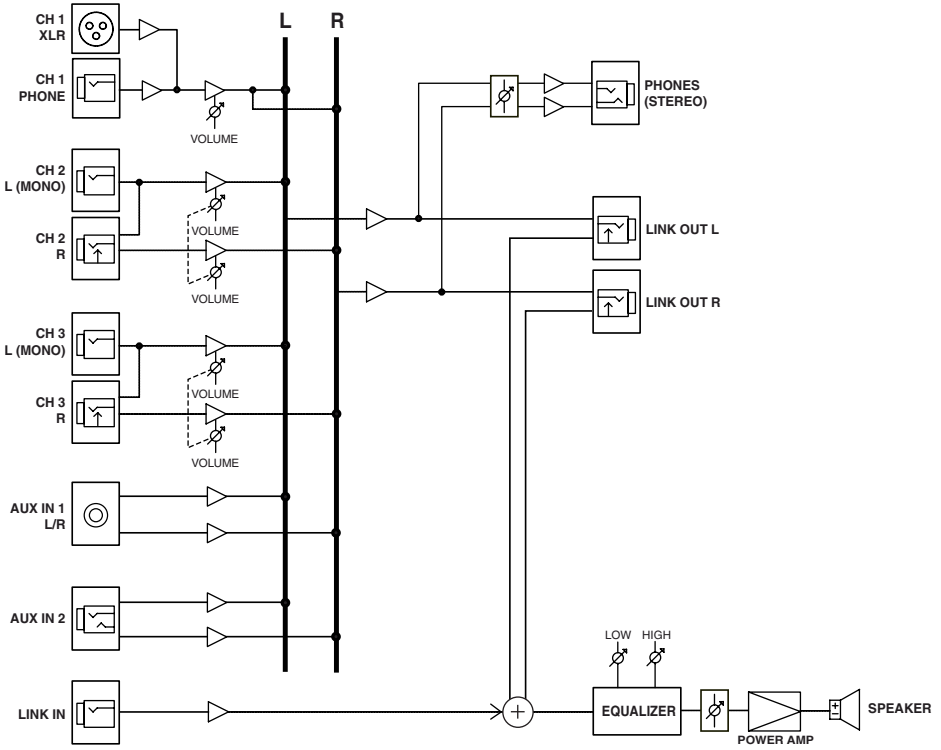 L R
CH 1
XLR
CH 1
PHONE
VOLUME
PHONES
(STEREO)
CH 2
L (MONO)
VOLUME
CH 2
R
VOLUME
LINK OUT L
LINK OUT R
CH 3
L (MONO)
VOLUME
CH 3
R
VOLUME
AUX IN 1
L/R
AUX IN 2
LOW HIGH
LINK IN
+
EQUALIZER
POWER AMP
+
−
SPEAKER